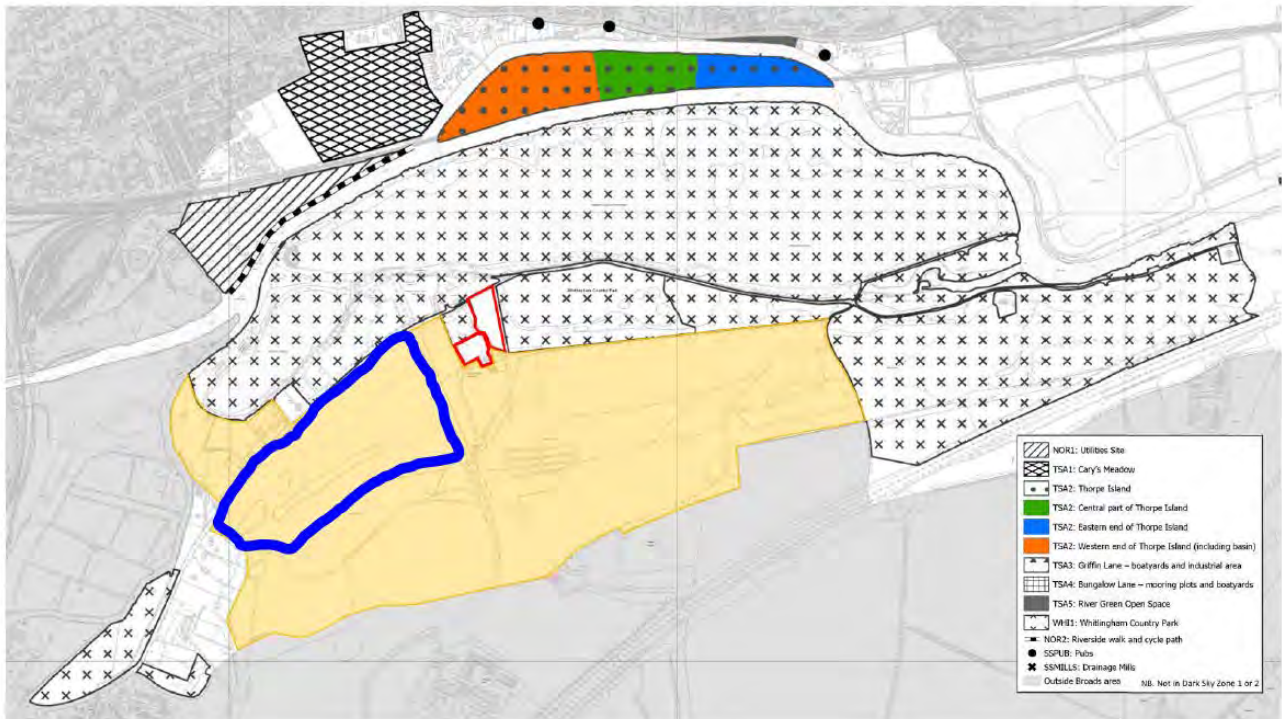 Whitlingham Country Park
NOR1: Utilities Site
TSA1: Cary's Meadow
TSA2: Thorpe Island
TSA2: Central part of Thorpe Island
TSA2: Eastern end of Thorpe Island
TSA2: Western end of Thorpe Island (including basin)
TSA3: Griffin Lane – boatyards and industrial area
TSA4: Bungalow Lane – mooring plots and boatyards
TSA5: River Green Open Space
WHI1: Whitlingham Country Park
NOR2: Riverside walk and cycle path
SSPUB: Pubs
SSMILLS: Drainage Mills
Outside Broads area
NB. Not in Dark Sky Zone 1 or 2